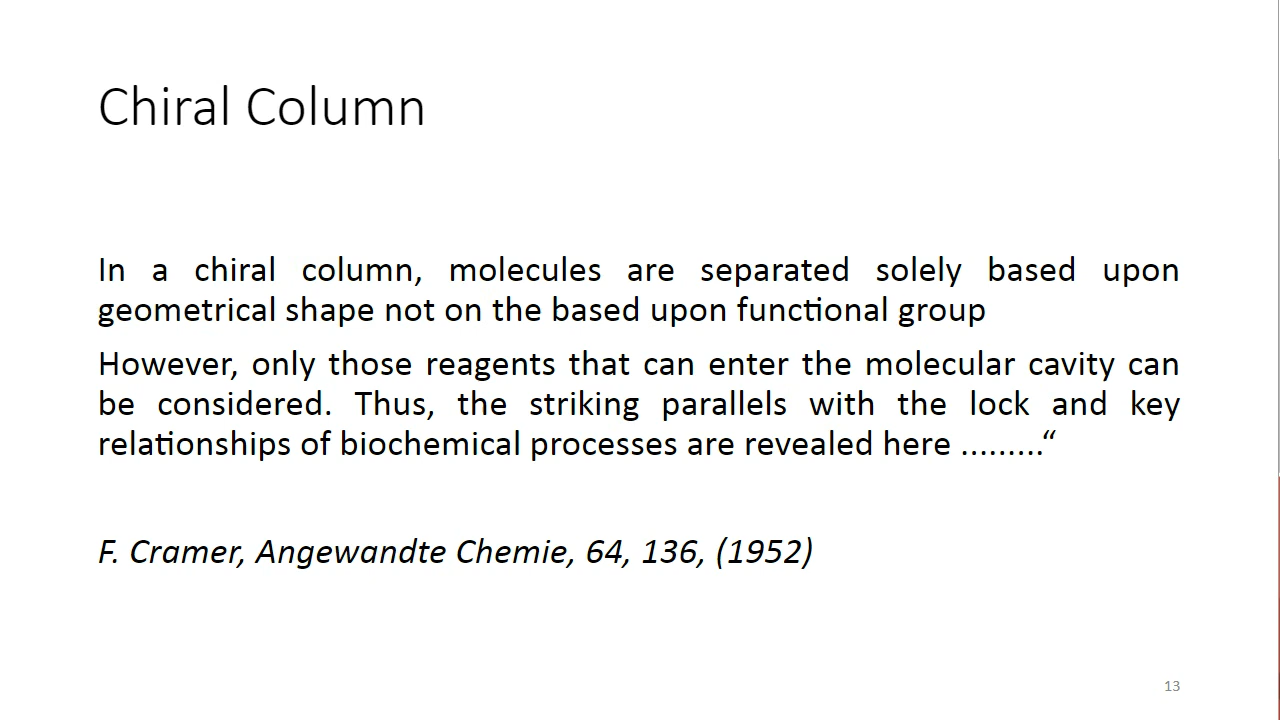 Chiral Column
In a chiral column, molecules are separated solely based upon
geometrical shape not on the based upon functional group
However, only those reagents that can enter the molecular cavity can
be considered. Thus, the striking parallels with the lock and key
relationships of biochemical processes are revealed here .........“
F. Cramer, Angewandte Chemie, 64, 136, (1952)
13